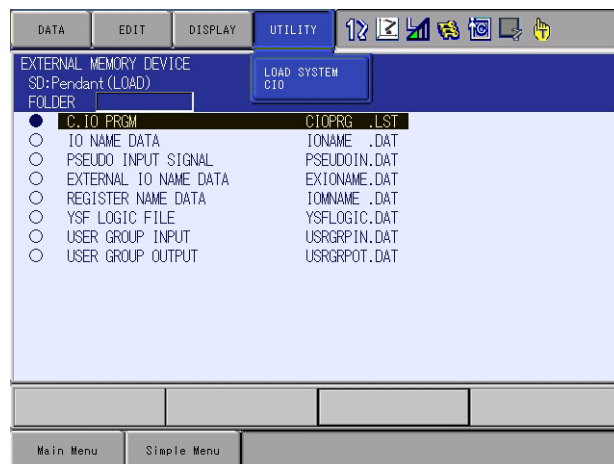 DATA EDIT DISPLAY UTILITY
EXTERNAL MEMORY DEVICE
SD:Pendant(LOAD)
FOLDER
LOAD SYSTEM
CIO
C.IO PRGM CIOPRG .LST
IO NAME DATA IONAME .DAT
PSEUDO INPUT SIGNAL PSEUDOIN.DAT
EXTERNAL IO NAME DATA EXIONAME.DAT
REGISTER NAME DATA IOMNAME .DAT
YSF LOGIC FILE YSFLOGIC.DAT
USER GROUP INPUT USRGRPIN.DAT
USER GROUP OUTPUT USRGRPOT.DAT
Main Menu Simple Menu